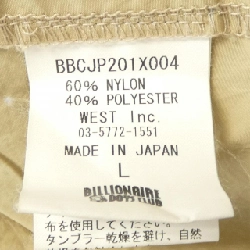 BBCJP201X004
60% NYLON
40% POLYESTER
WEST Inc.
03-5772-1551
MADE IN JAPAN
L
BILLIONAIRE
BOYS CLUB
布を使用してください
タンブラー乾燥を避け、自然